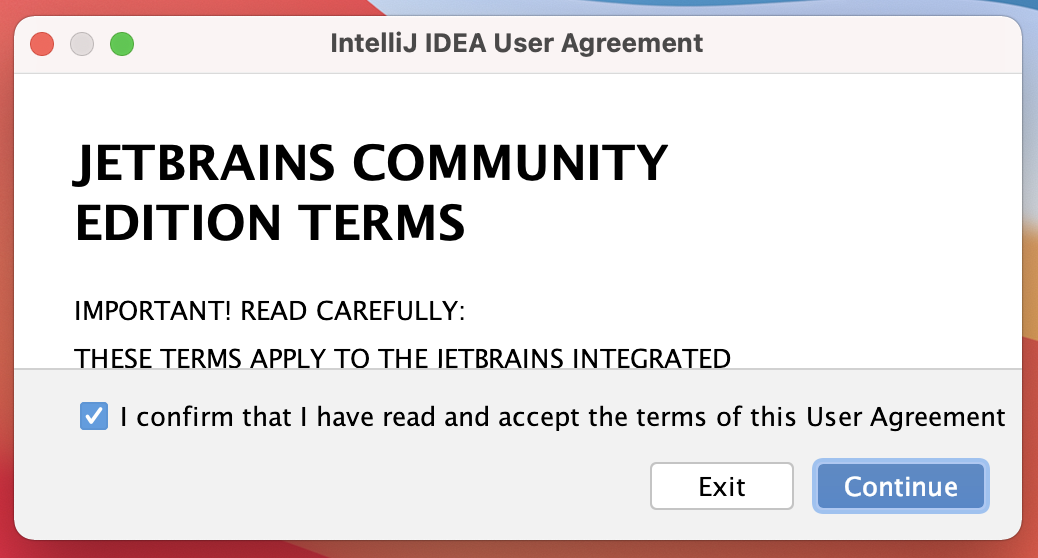 IntelliJ IDEA User Agreement
JETBRAINS COMMUNITY
EDITION TERMS
IMPORTANT! READ CAREFULLY:
THESE TERMS APPLY TO THE JETBRAINS INTEGRATED
I confirm that I have read and accept the terms of this User Agreement
Exit
Continue